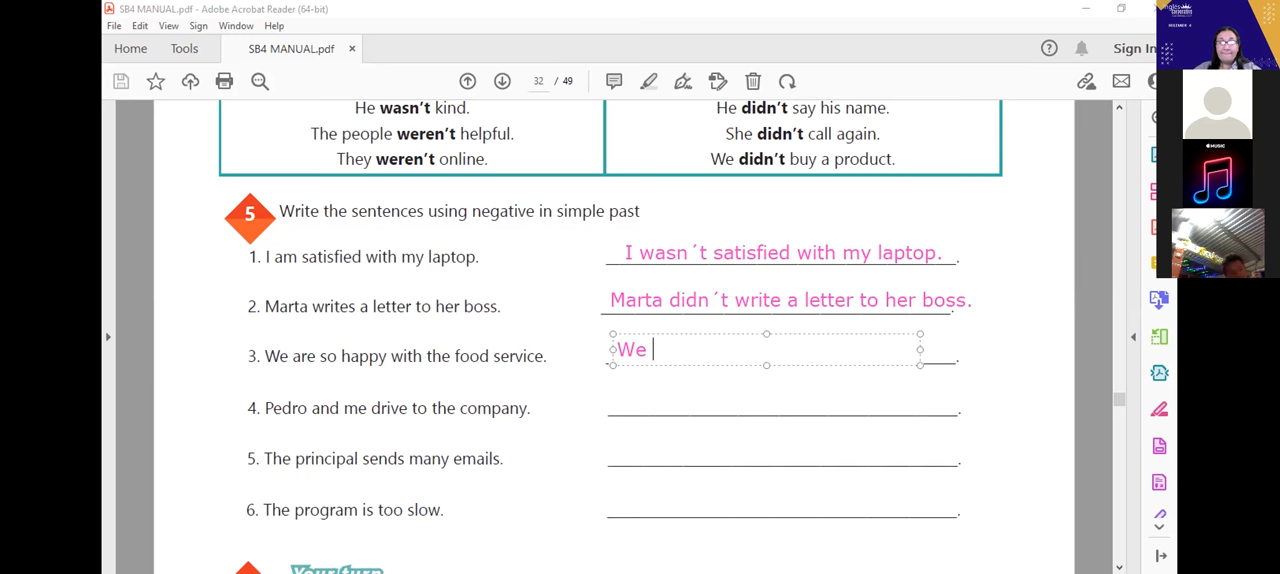 SB4 MANUAL.pdf - Adobe Acrobat Reader (64-bit)
File Edit View Sign Window Help
Home Tools SB4 MANUAL.pdf × Sign In
32 / 49
He wasn't kind. He didn't say his name.
The people weren't helpful. She didn't call again.
They weren't online. We didn't buy a product.
5 Write the sentences using negative in simple past
1. I am satisfied with my laptop. I wasn´t satisfied with my laptop. .
2. Marta writes a letter to her boss. Marta didn´t write a letter to her boss. .
3. We are so happy with the food service. We .
4. Pedro and me drive to the company. .
5. The principal sends many emails. .
6. The program is too slow. .
MUSIC